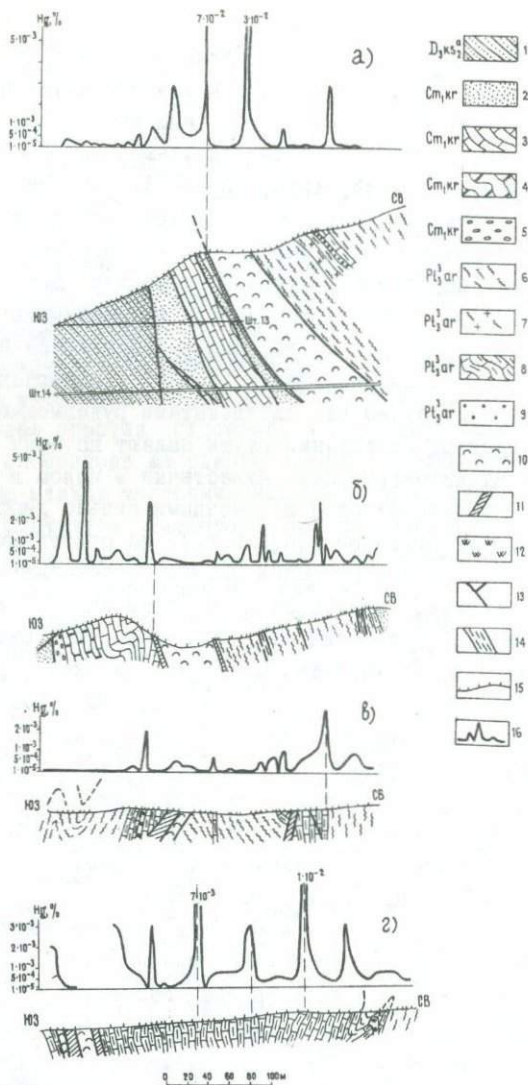 Hg, %
7·10⁻² 3·10⁻²
а)
5·10⁻³
1·10⁻³
5·10⁻⁴
1·10⁻⁵
СВ
ЮЗ
Шт.13
Шт.14
Hg, %
б)
5·10⁻³
2·10⁻³
1·10⁻³
5·10⁻⁴
1·10⁻⁵
ЮЗ
СВ
Hg, %
в)
2·10⁻³
1·10⁻³
5·10⁻⁴
1·10⁻⁵
ЮЗ
СВ
Hg, %
7·10⁻³
1·10⁻²
г)
3·10⁻³
2·10⁻³
1·10⁻³
5·10⁻⁴
1·10⁻⁵
ЮЗ
СВ
0 20 40 60 80 100м
D₃ks₂ᵃ 1
Cm₁kr 2
Cm₁kr 3
Cm₁kr 4
Cm₁kr 5
Pt₃³ar 6
Pt₃³ar 7
Pt₃³ar 8
Pt₃³ar 9
10
11
12
13
14
15
16